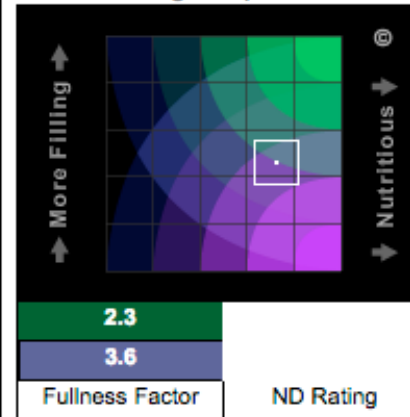 More Filling
Nutritious
©
2.3
3.6
Fullness Factor
ND Rating